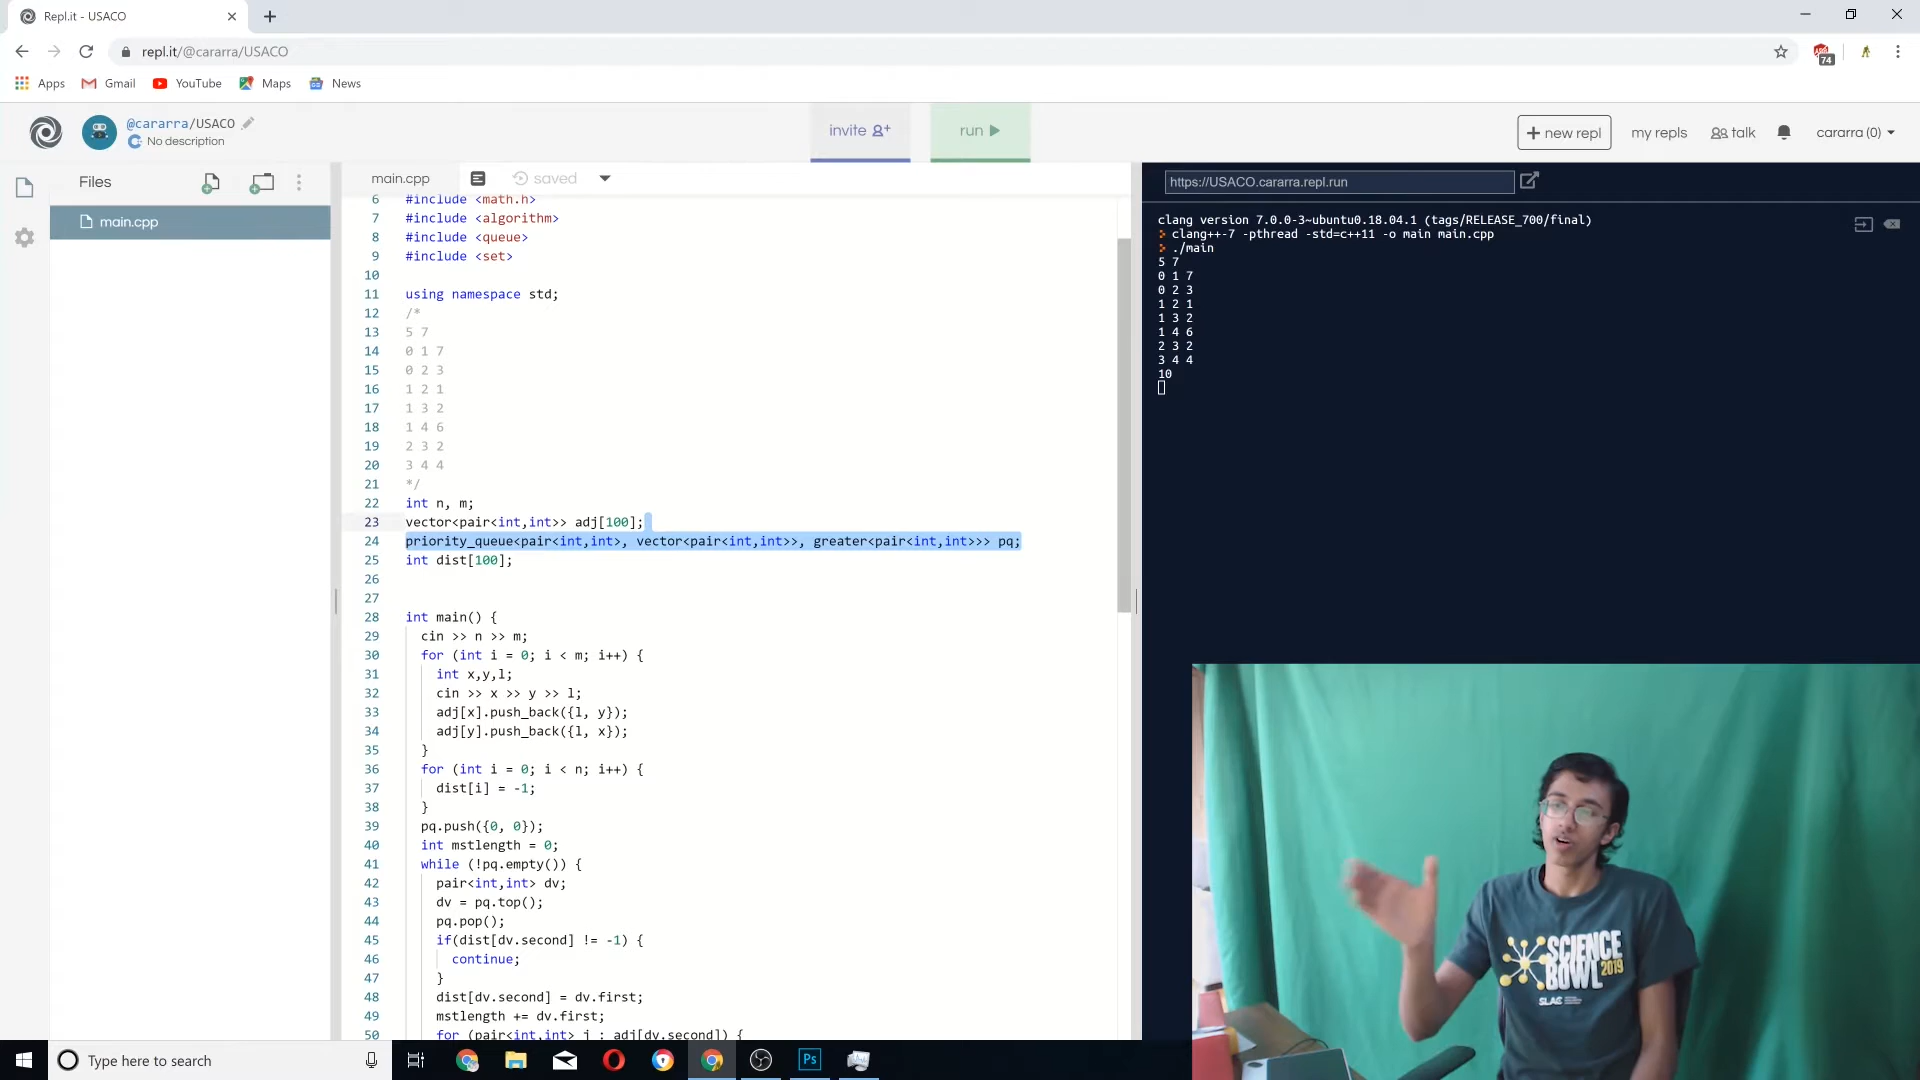 Repl.it - USACO
repl.it/@cararra/USACO
74
Apps
Gmail
YouTube
Maps
News
@cararra/USACO
No description
invite
run
new repl
my repls
talk
cararra (0)
Files
main.cpp
main.cpp
saved
6 #include <math.h>
7 #include <algorithm>
8 #include <queue>
9 #include <set>
10
11 using namespace std;
12 /*
13 5 7
14 0 1 7
15 0 2 3
16 1 2 1
17 1 3 2
18 1 4 6
19 2 3 2
20 3 4 4
21 */
22 int n, m;
23 vector<pair<int,int>> adj[100];
24 priority_queue<pair<int,int>, vector<pair<int,int>>, greater<pair<int,int>>> pq;
25 int dist[100];
26
27
28 int main() {
29 cin >> n >> m;
30 for (int i = 0; i < m; i++) {
31 int x,y,l;
32 cin >> x >> y >> l;
33 adj[x].push_back({l, y});
34 adj[y].push_back({l, x});
35 }
36 for (int i = 0; i < n; i++) {
37 dist[i] = -1;
38 }
39 pq.push({0, 0});
40 int mstlength = 0;
41 while (!pq.empty()) {
42 pair<int,int> dv;
43 dv = pq.top();
44 pq.pop();
45 if(dist[dv.second] != -1) {
46 continue;
47 }
48 dist[dv.second] = dv.first;
49 mstlength += dv.first;
50 for (pair<int,int> j : adj[dv.second]) {
https://USACO.cararra.repl.run
clang version 7.0.0-3~ubuntu0.18.04.1 (tags/RELEASE_700/final)
clang++-7 -pthread -std=c++11 -o main main.cpp
./main
5 7
0 1 7
0 2 3
1 2 1
1 3 2
1 4 6
2 3 2
3 4 4
10
SCIENCE
BOWL 2019
SLAC
Type here to search
Ps